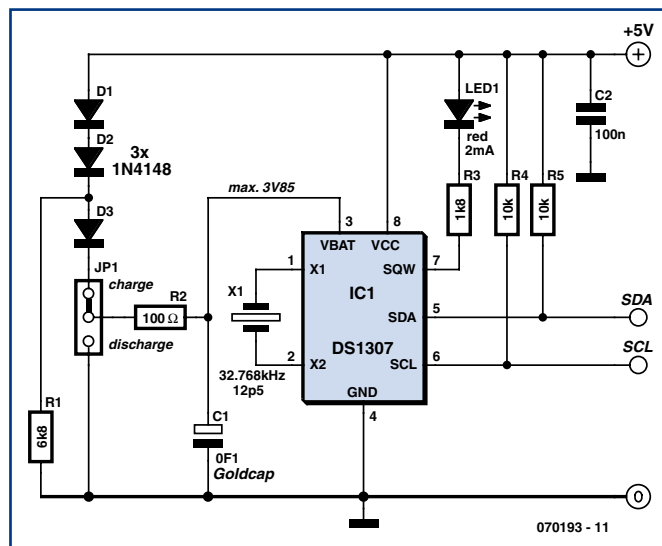 +5V
D1
D2
3x
1N4148
D3
JP1
charge
discharge
R1
6k8
R2
100 Ω
max. 3V85
C1
0F1
Goldcap
X1
32.768kHz
12p5
3
8
VBAT
VCC
1
X1
2
X2
IC1
DS1307
SQW
7
SDA
5
SCL
6
GND
4
LED1
red
2mA
R3
1k8
R4
10k
R5
10k
C2
100n
SDA
SCL
0
070193 - 11